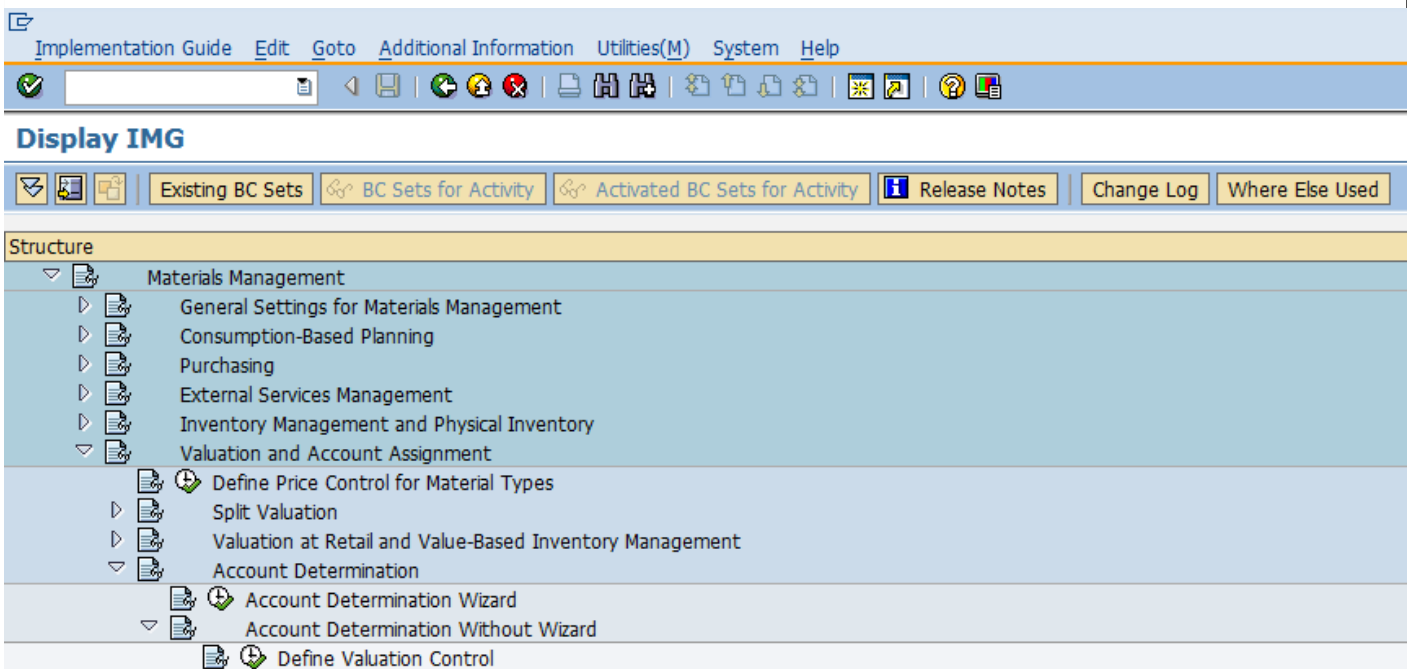 Implementation Guide Edit Goto Additional Information Utilities(M) System Help
Display IMG
Existing BC Sets BC Sets for Activity Activated BC Sets for Activity Release Notes Change Log Where Else Used
Structure
Materials Management
General Settings for Materials Management
Consumption-Based Planning
Purchasing
External Services Management
Inventory Management and Physical Inventory
Valuation and Account Assignment
Define Price Control for Material Types
Split Valuation
Valuation at Retail and Value-Based Inventory Management
Account Determination
Account Determination Wizard
Account Determination Without Wizard
Define Valuation Control